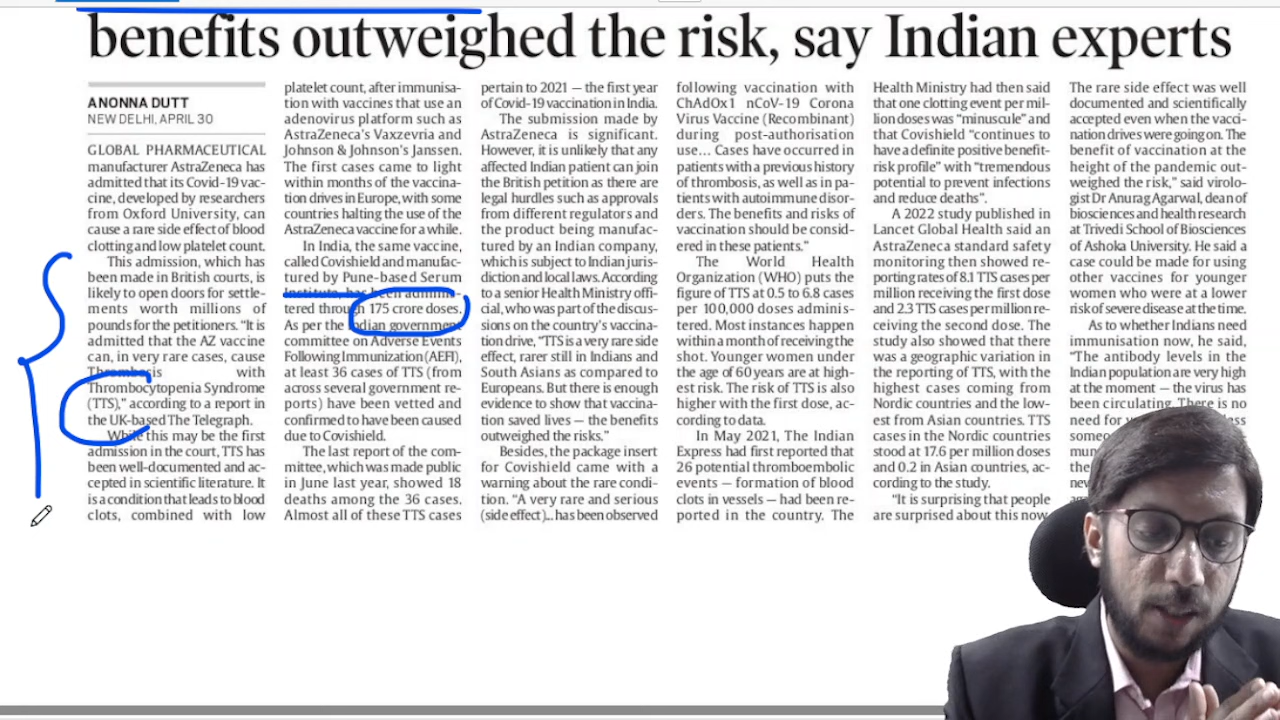 benefits outweighed the risk, say Indian experts
ANONNA DUTT
NEW DELHI, APRIL 30
GLOBAL PHARMACEUTICAL
manufacturer AstraZeneca has
admitted that its Covid-19 vac-
cine, developed by researchers
from Oxford University, can
cause a rare side effect of blood
clotting and low platelet count.
This admission, which has
been made in British courts, is
likely to open doors for settle-
ments worth millions of
pounds for the petitioners. “It is
admitted that the AZ vaccine
can, in very rare cases, cause
Thrombosis with
Thrombocytopenia Syndrome
(TTS),” according to a report in
the UK-based The Telegraph.
While this may be the first
admission in the court, TTS has
been well-documented and ac-
cepted in scientific literature. It
is a condition that leads to blood
clots, combined with low
platelet count, after immunisa-
tion with vaccines that use an
adenovirus platform such as
AstraZeneca's Vaxzevria and
Johnson & Johnson's Janssen.
The first cases came to light
within months of the vaccina-
tion drives in Europe, with some
countries halting the use of the
AstraZeneca vaccine for a while.
In India, the same vaccine,
called Covishield and manufac-
tured by Pune-based Serum
Institute, has been adminis-
tered through 175 crore doses.
As per the Indian government
committee on Adverse Events
Following Immunization (AEFI),
at least 36 cases of TTS (from
across several government re-
ports) have been vetted and
confirmed to have been caused
due to Covishield.
The last report of the com-
mittee, which was made public
in June last year, showed 18
deaths among the 36 cases.
Almost all of these TTS cases
pertain to 2021 — the first year
of Covid-19 vaccination in India.
The submission made by
AstraZeneca is significant.
However, it is unlikely that any
affected Indian patient can join
the British petition as there are
legal hurdles such as approvals
from different regulators and
the product being manufac-
tured by an Indian company,
which is subject to Indian juris-
diction and local laws. According
to a senior Health Ministry offi-
cial, who was part of the discus-
sions on the country's vaccina-
tion drive, “TTS is a very rare side
effect, rarer still in Indians and
South Asians as compared to
Europeans. But there is enough
evidence to show that vaccina-
tion saved lives — the benefits
outweighed the risks.”
Besides, the package insert
for Covishield came with a
warning about the rare condi-
tion. “A very rare and serious
(side effect)... has been observed
following vaccination with
ChAdOx1 nCoV-19 Corona
Virus Vaccine (Recombinant)
during post-authorisation
use... Cases have occurred in
patients with a previous history
of thrombosis, as well as in pa-
tients with autoimmune disor-
ders. The benefits and risks of
vaccination should be consid-
ered in these patients.”
The World Health
Organization (WHO) puts the
figure of TTS at 0.5 to 6.8 cases
per 100,000 doses adminis-
tered. Most instances happen
within a month of receiving the
shot. Younger women under
the age of 60 years are at high-
est risk. The risk of TTS is also
higher with the first dose, ac-
cording to data.
In May 2021, The Indian
Express had first reported that
26 potential thromboembolic
events — formation of blood
clots in vessels — had been re-
ported in the country. The
Health Ministry had then said
that one clotting event per mil-
lion doses was “minuscule” and
that Covishield “continues to
have a definite positive benefit-
risk profile” with “tremendous
potential to prevent infections
and reduce deaths”.
A 2022 study published in
Lancet Global Health said an
AstraZeneca standard safety
monitoring then showed re-
porting rates of 8.1 TTS cases per
million receiving the first dose
and 2.3 TTS cases per million re-
ceiving the second dose. The
study also showed that there
was a geographic variation in
the reporting of TTS, with the
highest cases coming from
Nordic countries and the low-
est from Asian countries. TTS
cases in the Nordic countries
stood at 17.6 per million doses
and 0.2 in Asian countries, ac-
cording to the study.
“It is surprising that people
are surprised about this now.
The rare side effect was well
documented and scientifically
accepted even when the vacci-
nation drives were going on. The
benefit of vaccination at the
height of the pandemic out-
weighed the risk,” said virolo-
gist Dr Anurag Agarwal, dean of
biosciences and health research
at Trivedi School of Biosciences
of Ashoka University. He said a
case could be made for using
other vaccines for younger
women who were at a lower
risk of severe disease at the time.
As to whether Indians need
immunisation now, he said,
“The antibody levels in the
Indian population are very high
at the moment — the virus has
been circulating. There is no
need for
the